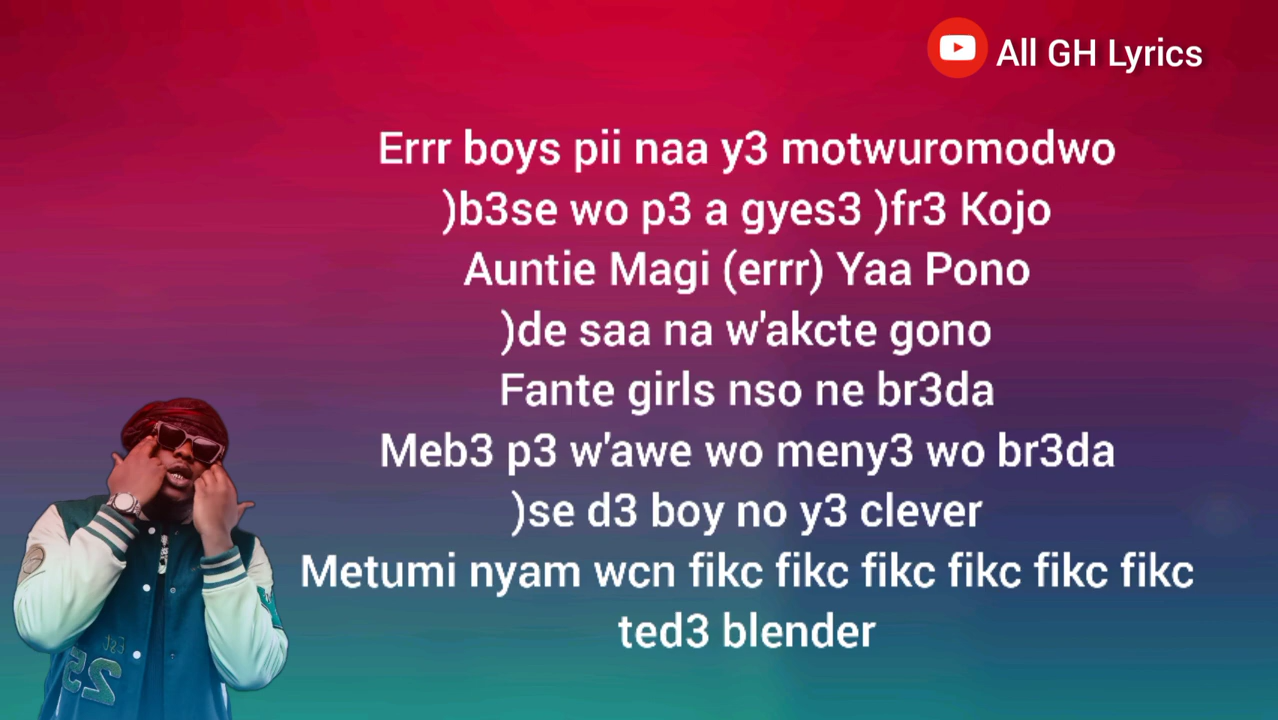 All GH Lyrics
Errr boys pii naa y3 motwuromodwo
)b3se wo p3 a gyes3 )fr3 Kojo
Auntie Magi (errr) Yaa Pono
)de saa na w'akcte gono
Fante girls nso ne br3da
Meb3 p3 w'awe wo meny3 wo br3da
)se d3 boy no y3 clever
Metumi nyam wcn fikc fikc fikc fikc fikc fikc
ted3 blender
Est
25